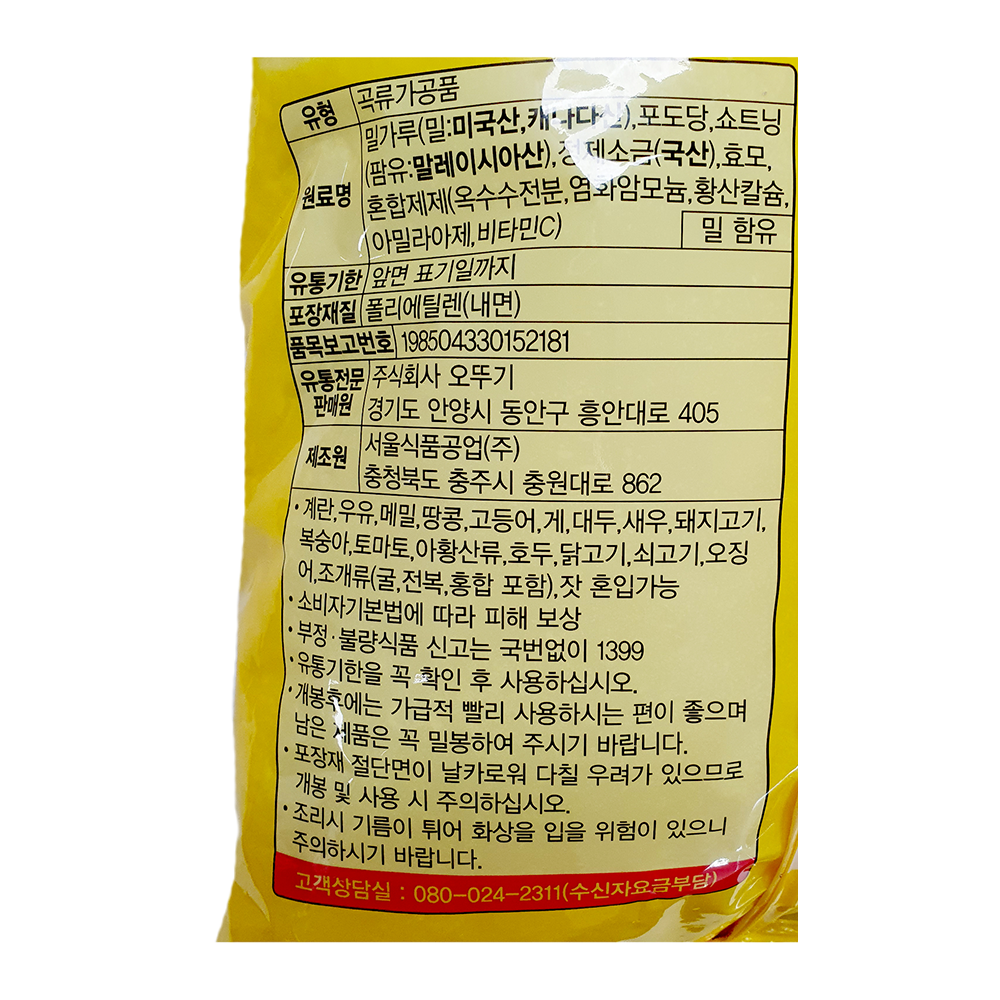 유형 곡류가공품
원료명 밀가루(밀:미국산,캐나다산),포도당,쇼트닝
(팜유:말레이시아산),정제소금(국산),효모,
혼합제제(옥수수전분,염화암모늄,황산칼슘,
아밀라아제,비타민C) 밀 함유
유통기한 앞면 표기일까지
포장재질 폴리에틸렌(내면)
품목보고번호 198504330152181
유통전문 주식회사 오뚜기
판매원 경기도 안양시 동안구 흥안대로 405
제조원 서울식품공업(주)
충청북도 충주시 충원대로 862
• 계란,우유,메밀,땅콩,고등어,게,대두,새우,돼지고기,
복숭아,토마토,아황산류,호두,닭고기,쇠고기,오징
어,조개류(굴,전복,홍합 포함),잣 혼입가능
• 소비자기본법에 따라 피해 보상
• 부정·불량식품 신고는 국번없이 1399
• 유통기한을 꼭 확인 후 사용하십시오.
• 개봉후에는 가급적 빨리 사용하시는 편이 좋으며
남은 제품은 꼭 밀봉하여 주시기 바랍니다.
• 포장재 절단면이 날카로워 다칠 우려가 있으므로
개봉 및 사용 시 주의하십시오.
• 조리시 기름이 튀어 화상을 입을 위험이 있으니
주의하시기 바랍니다.
고객상담실 : 080-024-2311(수신자요금부담)